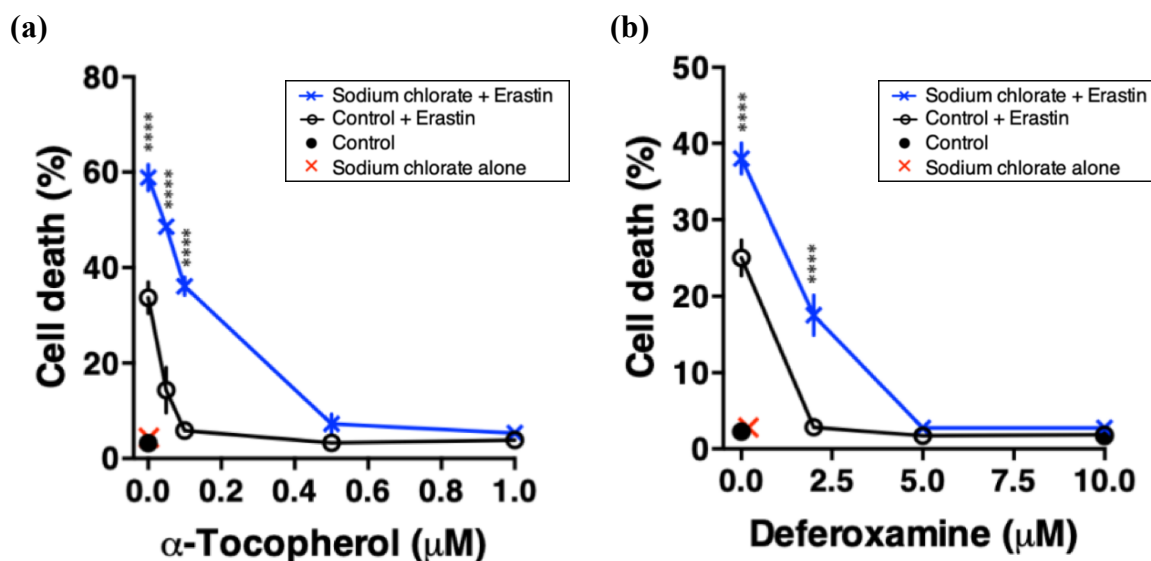 (a)
80
60
40
20
0
Cell death (%)
Sodium chlorate + Erastin
Control + Erastin
Control
Sodium chlorate alone
****
****
****
0.0 0.2 0.4 0.6 0.8 1.0
α-Tocopherol (μM)
(b)
50
40
30
20
10
0
Cell death (%)
Sodium chlorate + Erastin
Control + Erastin
Control
Sodium chlorate alone
****
****
0.0 2.5 5.0 7.5 10.0
Deferoxamine (μM)